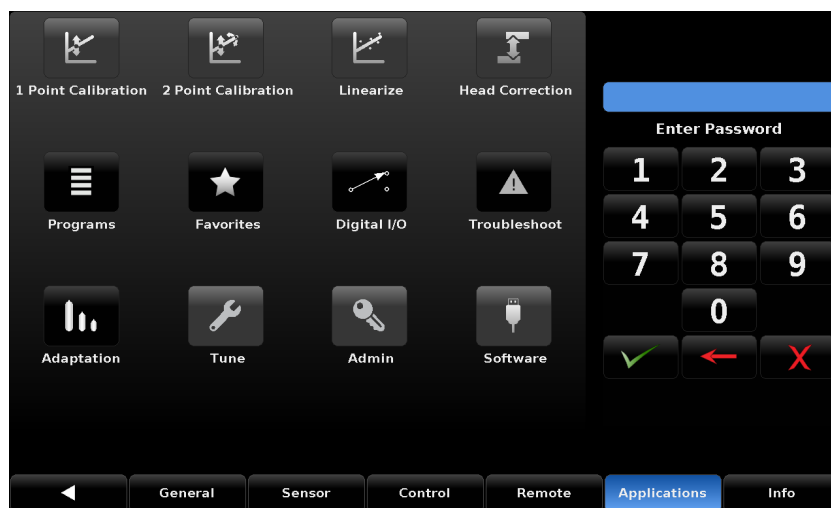 1 Point Calibration 2 Point Calibration Linearize Head Correction
Enter Password
1 2 3
Programs Favorites Digital I/O Troubleshoot
4 5 6
7 8 9
0
Adaptation Tune Admin Software
General Sensor Control Remote Applications Info